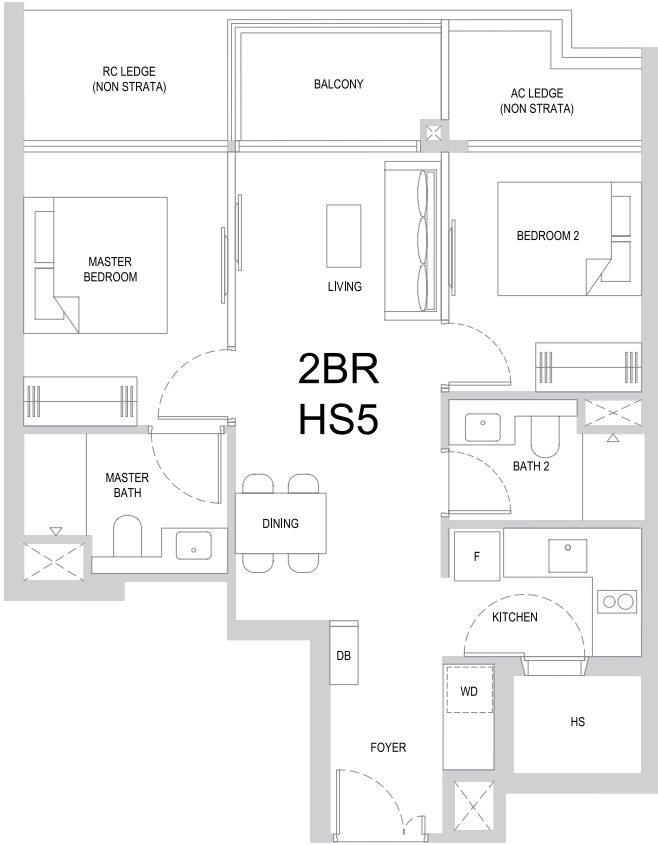 RC LEDGE
(NON STRATA)
BALCONY
AC LEDGE
(NON STRATA)
MASTER
BEDROOM
LIVING
BEDROOM 2
2BR
HS5
MASTER
BATH
BATH 2
DINING
F
KITCHEN
DB
WD
HS
FOYER